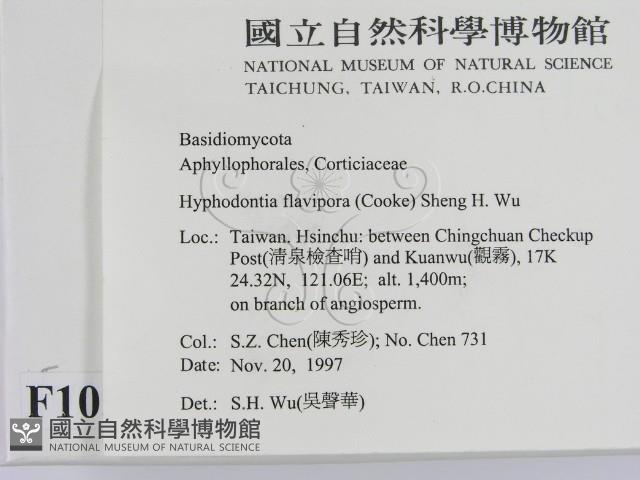 國立自然科學博物館
NATIONAL MUSEUM OF NATURAL SCIENCE
TAICHUNG, TAIWAN, R.O.CHINA
Basidiomycota
Aphyllophorales, Corticiaceae
Hyphodontia flavipora (Cooke) Sheng H. Wu
Loc.: Taiwan. Hsinchu: between Chingchuan Checkup
Post(清泉檢查哨) and Kuanwu(觀霧), 17K
24.32N, 121.06E; alt. 1,400m;
on branch of angiosperm.
Col.: S.Z. Chen(陳秀珍); No. Chen 731
Date: Nov. 20, 1997
Det.: S.H. Wu(吳聲華)
F10
國立自然科學博物館
NATIONAL MUSEUM OF NATURAL SCIENCE